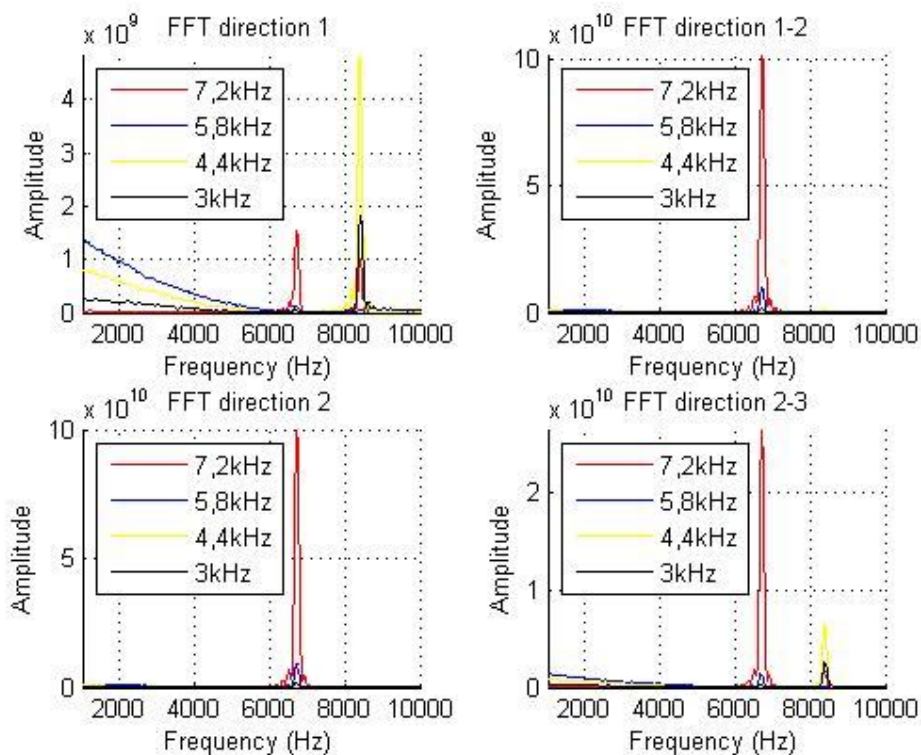 x 10^9 FFT direction 1
Amplitude
4
3
2
1
0
7,2kHz
5,8kHz
4,4kHz
3kHz
2000 4000 6000 8000 10000
Frequency (Hz)
x 10^10 FFT direction 1-2
Amplitude
10
5
0
7,2kHz
5,8kHz
4,4kHz
3kHz
2000 4000 6000 8000 10000
Frequency (Hz)
x 10^10 FFT direction 2
Amplitude
10
5
0
7,2kHz
5,8kHz
4,4kHz
3kHz
2000 4000 6000 8000 10000
Frequency (Hz)
x 10^10 FFT direction 2-3
Amplitude
2
1
0
7,2kHz
5,8kHz
4,4kHz
3kHz
2000 4000 6000 8000 10000
Frequency (Hz)